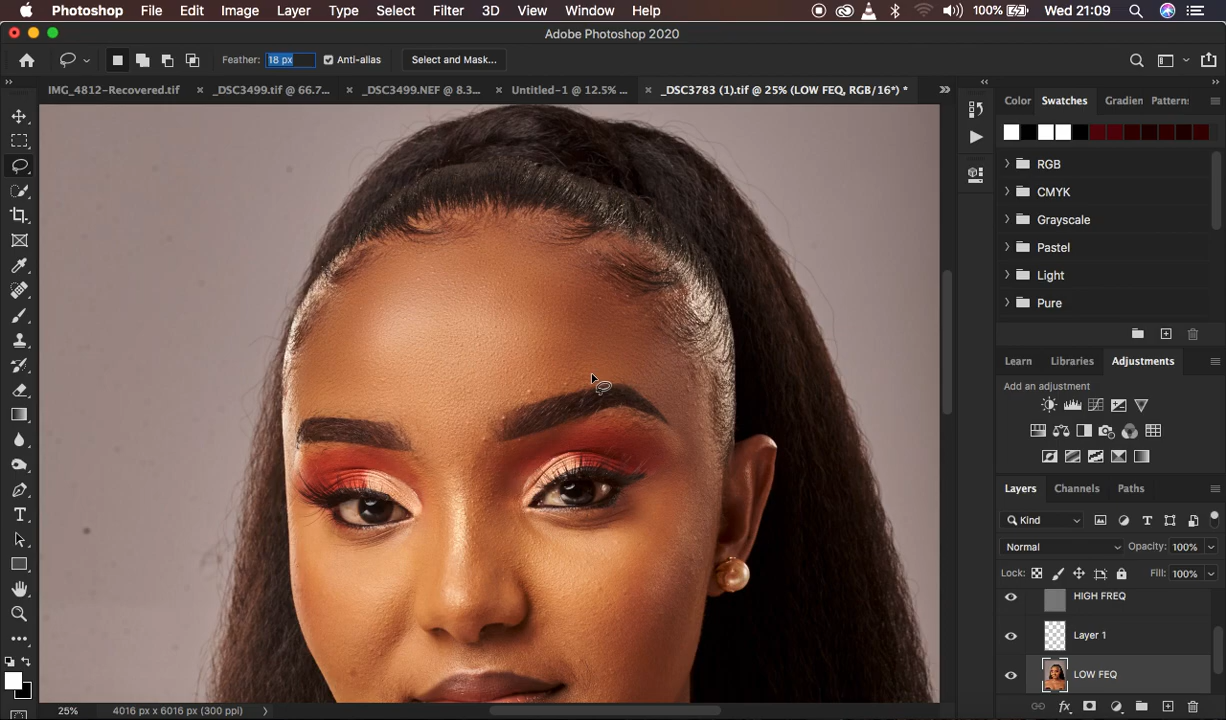 Photoshop File Edit Image Layer Type Select Filter 3D View Window Help 100% Wed 21:09
Adobe Photoshop 2020
Feather: 18 px Anti-alias Select and Mask...
IMG_4812-Recovered.tif × _DSC3499.tif @ 66.7... × _DSC3499.NEF @ 8.3... × Untitled-1 @ 12.5% ... × _DSC3783 (1).tif @ 25% (LOW FEQ, RGB/16*) *
Color Swatches Gradien Patterns
RGB
CMYK
Grayscale
Pastel
Light
Pure
Learn Libraries Adjustments
Add an adjustment
Layers Channels Paths
Kind
Normal Opacity: 100%
Lock: Fill: 100%
HIGH FREQ
Layer 1
LOW FEQ
25% 4016 px x 6016 px (300 ppi)